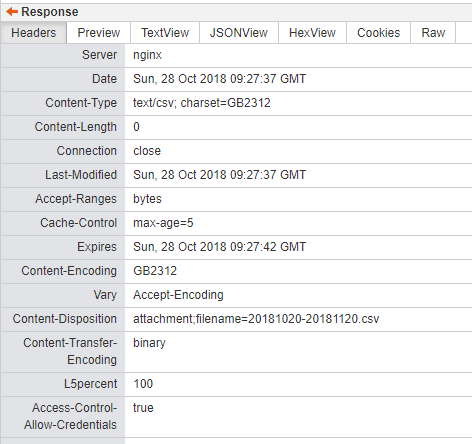 Response
Headers Preview TextView JSONView HexView Cookies Raw
Server nginx
Date Sun, 28 Oct 2018 09:27:37 GMT
Content-Type text/csv; charset=GB2312
Content-Length 0
Connection close
Last-Modified Sun, 28 Oct 2018 09:27:37 GMT
Accept-Ranges bytes
Cache-Control max-age=5
Expires Sun, 28 Oct 2018 09:27:42 GMT
Content-Encoding GB2312
Vary Accept-Encoding
Content-Disposition attachment;filename=20181020-20181120.csv
Content-Transfer- binary
Encoding
L5percent 100
Access-Control- true
Allow-Credentials